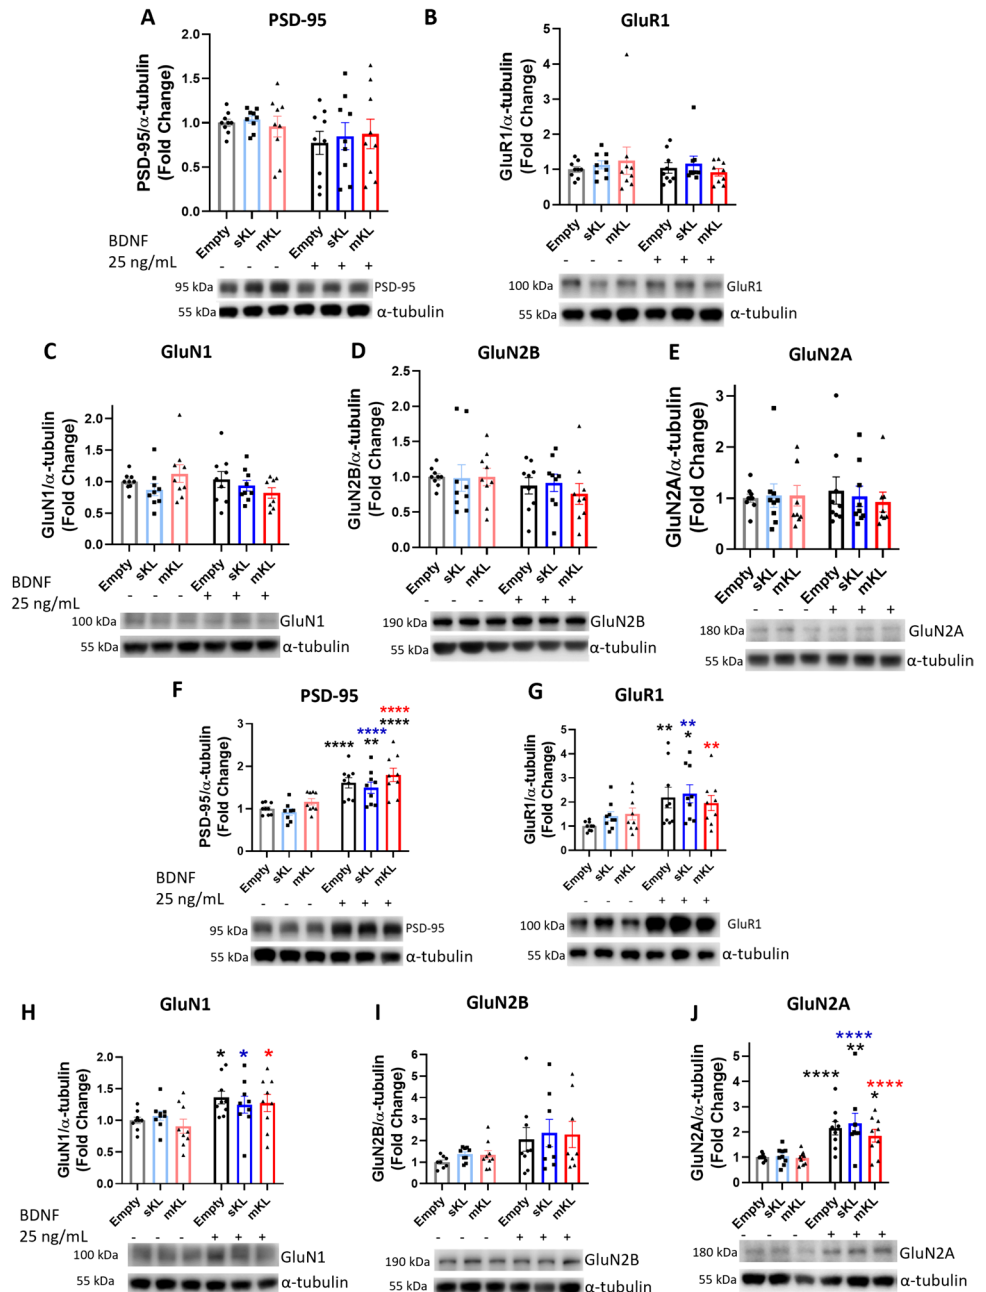 A
PSD-95
PSD-95/α-tubulin
(Fold Change)
2.0
1.5
1.0
0.5
0.0
Empty
sKL
mKL
Empty
sKL
mKL
BDNF
25 ng/mL
- - - + + +
95 kDa
PSD-95
55 kDa
α-tubulin
B
GluR1
GluR1/α-tubulin
(Fold Change)
5
4
3
2
1
0
Empty
sKL
mKL
Empty
sKL
mKL
- - - + + +
100 kDa
GluR1
55 kDa
α-tubulin
C
GluN1
GluN1/α-tubulin
(Fold Change)
2.0
1.5
1.0
0.5
0.0
Empty
sKL
mKL
Empty
sKL
mKL
BDNF
25 ng/mL
- - - + + +
100 kDa
GluN1
55 kDa
α-tubulin
D
GluN2B
GluN2B/α-tubulin
(Fold Change)
2.5
2.0
1.5
1.0
0.5
0.0
Empty
sKL
mKL
Empty
sKL
mKL
- - - + + +
190 kDa
GluN2B
55 kDa
α-tubulin
E
GluN2A
GluN2A/α-tubulin
(Fold Change)
3
2
1
0
Empty
sKL
mKL
Empty
sKL
mKL
- - - + + +
180 kDa
GluN2A
55 kDa
α-tubulin
F
PSD-95
PSD-95/α-tubulin
(Fold Change)
3
2
1
0
****
****
**
****
****
Empty
sKL
mKL
Empty
sKL
mKL
BDNF
25 ng/mL
- - - + + +
95 kDa
PSD-95
55 kDa
α-tubulin
G
GluR1
GluR1/α-tubulin
(Fold Change)
5
4
3
2
1
0
**
**
*
**
Empty
sKL
mKL
Empty
sKL
mKL
- - - + + +
100 kDa
GluR1
55 kDa
α-tubulin
H
GluN1
GluN1/α-tubulin
(Fold Change)
2.0
1.5
1.0
0.5
0.0
* * *
Empty
sKL
mKL
Empty
sKL
mKL
BDNF
25 ng/mL
- - - + + +
100 kDa
GluN1
55 kDa
α-tubulin
I
GluN2B
GluN2B/α-tubulin
(Fold Change)
6
5
4
3
2
1
0
Empty
sKL
mKL
Empty
sKL
mKL
- - - + + +
190 kDa
GluN2B
55 kDa
α-tubulin
J
GluN2A
GluN2A/α-tubulin
(Fold Change)
5
4
3
2
1
0
****
****
**
****
*
Empty
sKL
mKL
Empty
sKL
mKL
- - - + + +
180 kDa
GluN2A
55 kDa
α-tubulin